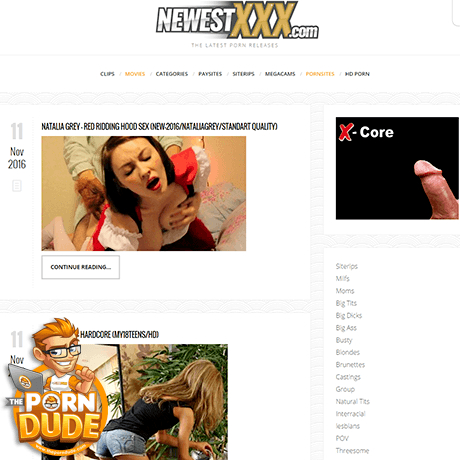 NEWESTXXX.com
THE LATEST PORN RELEASES
CLIPS / MOVIES / CATEGORIES / PAYSITES / SITERIPS / MEGACAMS / PORNSITES / HD PORN
11
Nov
2016
NATALIA GREY - RED RIDDING HOOD SEX (NEW-2016/NATALIAGREY/STANDART QUALITY)
CONTINUE READING...
X-Core
Siterips
Milfs
Moms
Big Tits
Big Dicks
Big Ass
Busty
Blondes
Brunettes
Castings
Group
Natural Tits
Interracial
lesbians
POV
Threesome
11
Nov
HARDCORE (MY18TEENS/HD)
THE
PORN
DUDE